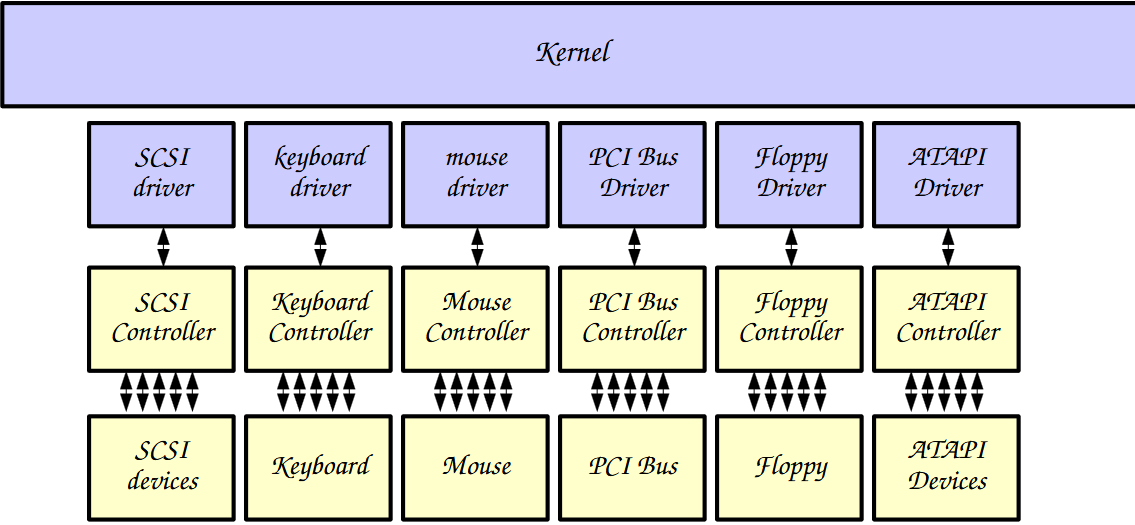 Kernel
SCSI
driver
keyboard
driver
mouse
driver
PCI Bus
Driver
Floppy
Driver
ATAPI
Driver
SCSI
Controller
Keyboard
Controller
Mouse
Controller
PCI Bus
Controller
Floppy
Controller
ATAPI
Controller
SCSI
devices
Keyboard
Mouse
PCI Bus
Floppy
ATAPI
Devices